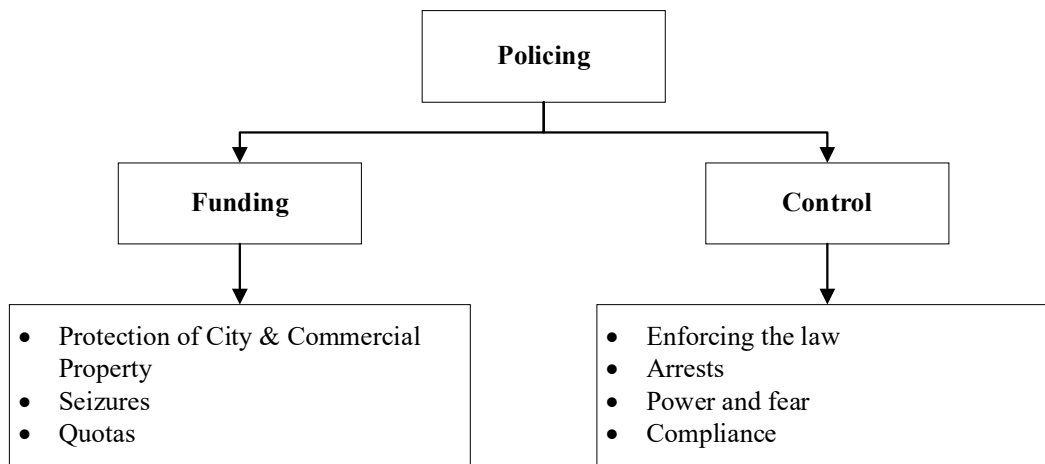 Policing
Funding
Control
• Protection of City & Commercial
Property
• Seizures
• Quotas
• Enforcing the law
• Arrests
• Power and fear
• Compliance